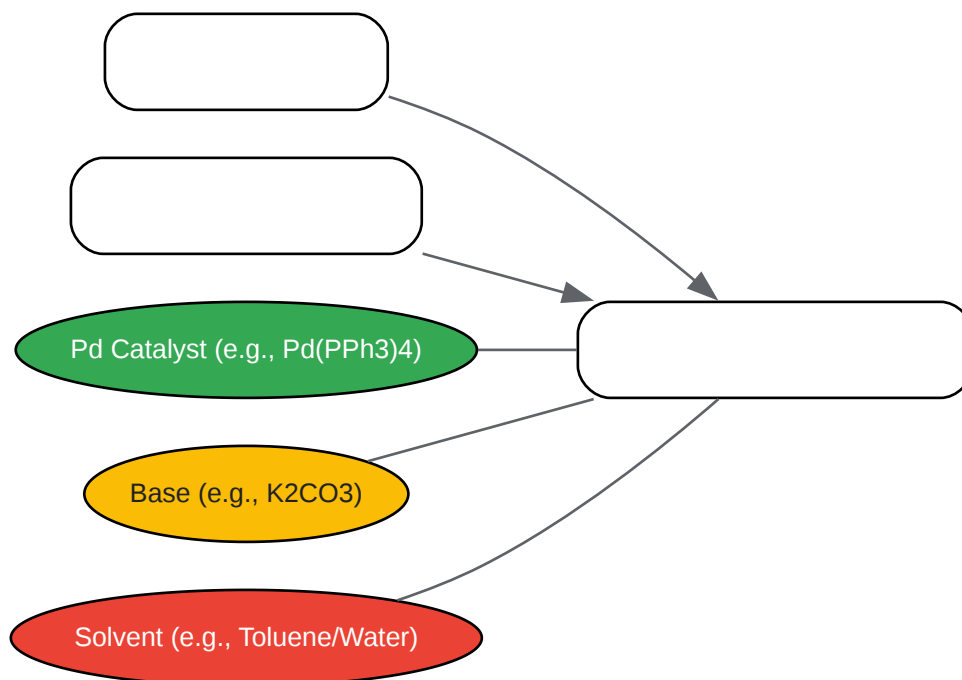 Pd Catalyst (e.g., Pd(PPh3)4)
Base (e.g., K2CO3)
Solvent (e.g., Toluene/Water)